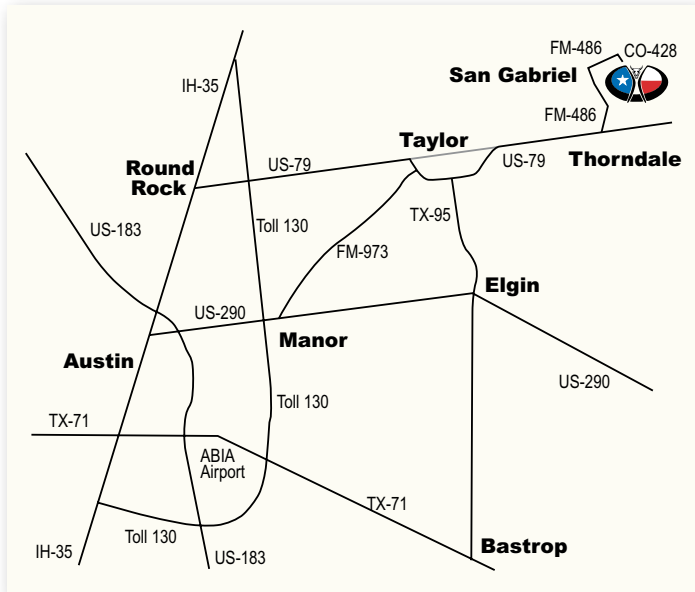 FM-486
CO-428
San Gabriel
IH-35
FM-486
Taylor
US-79
US-79
Thorndale
Round
Rock
US-183
Toll 130
TX-95
FM-973
Elgin
US-290
Manor
Austin
US-290
Toll 130
TX-71
ABIA
Airport
TX-71
Toll 130
Bastrop
IH-35
US-183